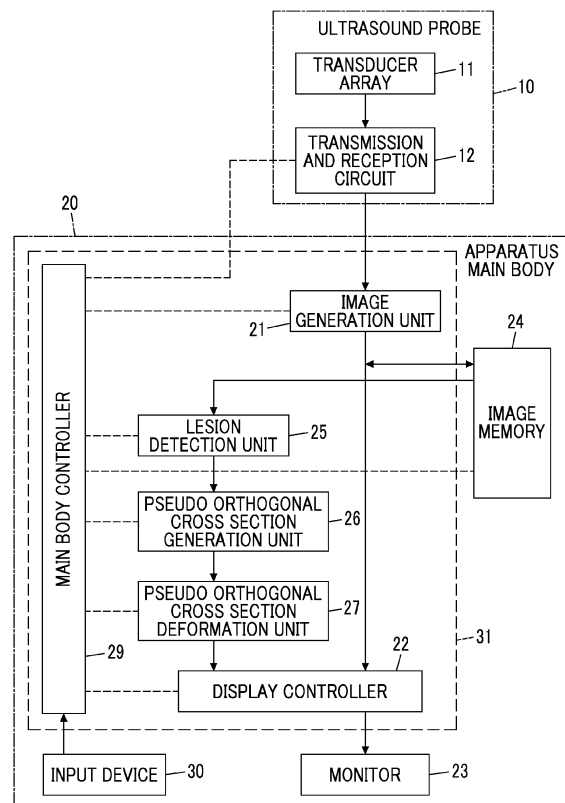 ULTRASOUND PROBE
TRANSDUCER
ARRAY
11
10
TRANSMISSION
AND RECEPTION
CIRCUIT
12
20
APPARATUS
MAIN BODY
IMAGE
GENERATION UNIT
21
24
IMAGE
MEMORY
MAIN BODY CONTROLLER
LESION
DETECTION UNIT
25
PSEUDO ORTHOGONAL
CROSS SECTION
GENERATION UNIT
26
PSEUDO ORTHOGONAL
CROSS SECTION
DEFORMATION UNIT
27
31
29
22
DISPLAY CONTROLLER
INPUT DEVICE
30
MONITOR
23